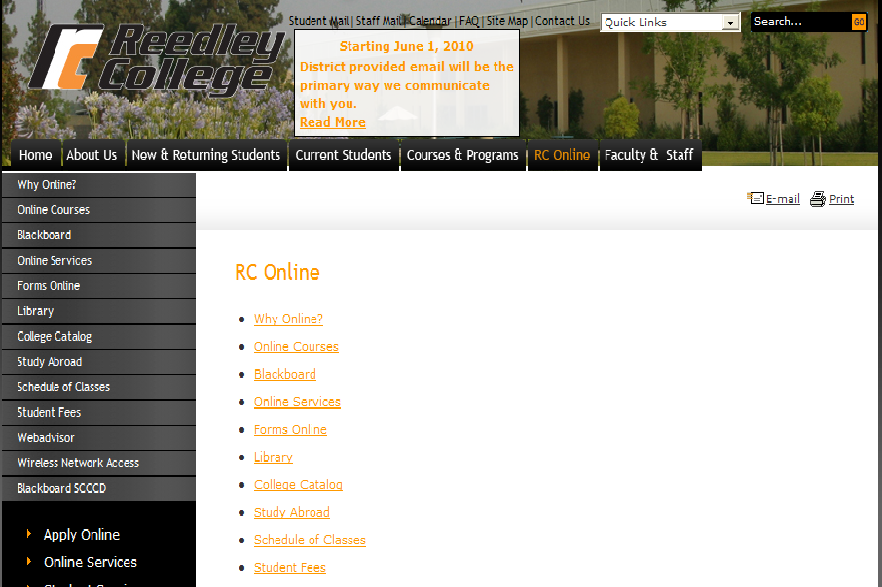 Student Mail | Staff Mail | Calendar | FAQ | Site Map | Contact Us
Quick Links
Search...
GO
rc Reedley
College
Starting June 1, 2010
District provided email will be the
primary way we communicate
with you.
Read More
Home
About Us
New & Returning Students
Current Students
Courses & Programs
RC Online
Faculty & Staff
Why Online?
Online Courses
Blackboard
Online Services
Forms Online
Library
College Catalog
Study Abroad
Schedule of Classes
Student Fees
Webadvisor
Wireless Network Access
Blackboard SCCCD
Apply Online
Online Services
E-mail
Print
RC Online
Why Online?
Online Courses
Blackboard
Online Services
Forms Online
Library
College Catalog
Study Abroad
Schedule of Classes
Student Fees